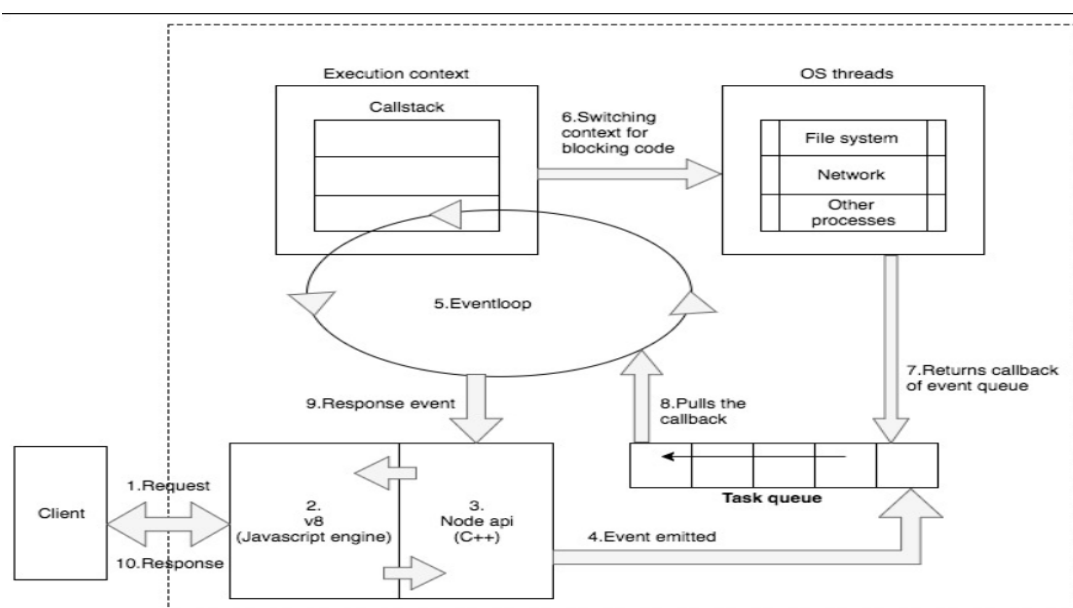 Execution context
OS threads
Callstack
6.Switching
context for
blocking code
File system
Network
Other
processes
5.Eventloop
7.Returns callback
of event queue
9.Response event
8.Pulls the
callback
Client
1.Request
10.Response
2.
v8
(Javascript engine)
3.
Node api
(C++)
Task queue
4.Event emitted